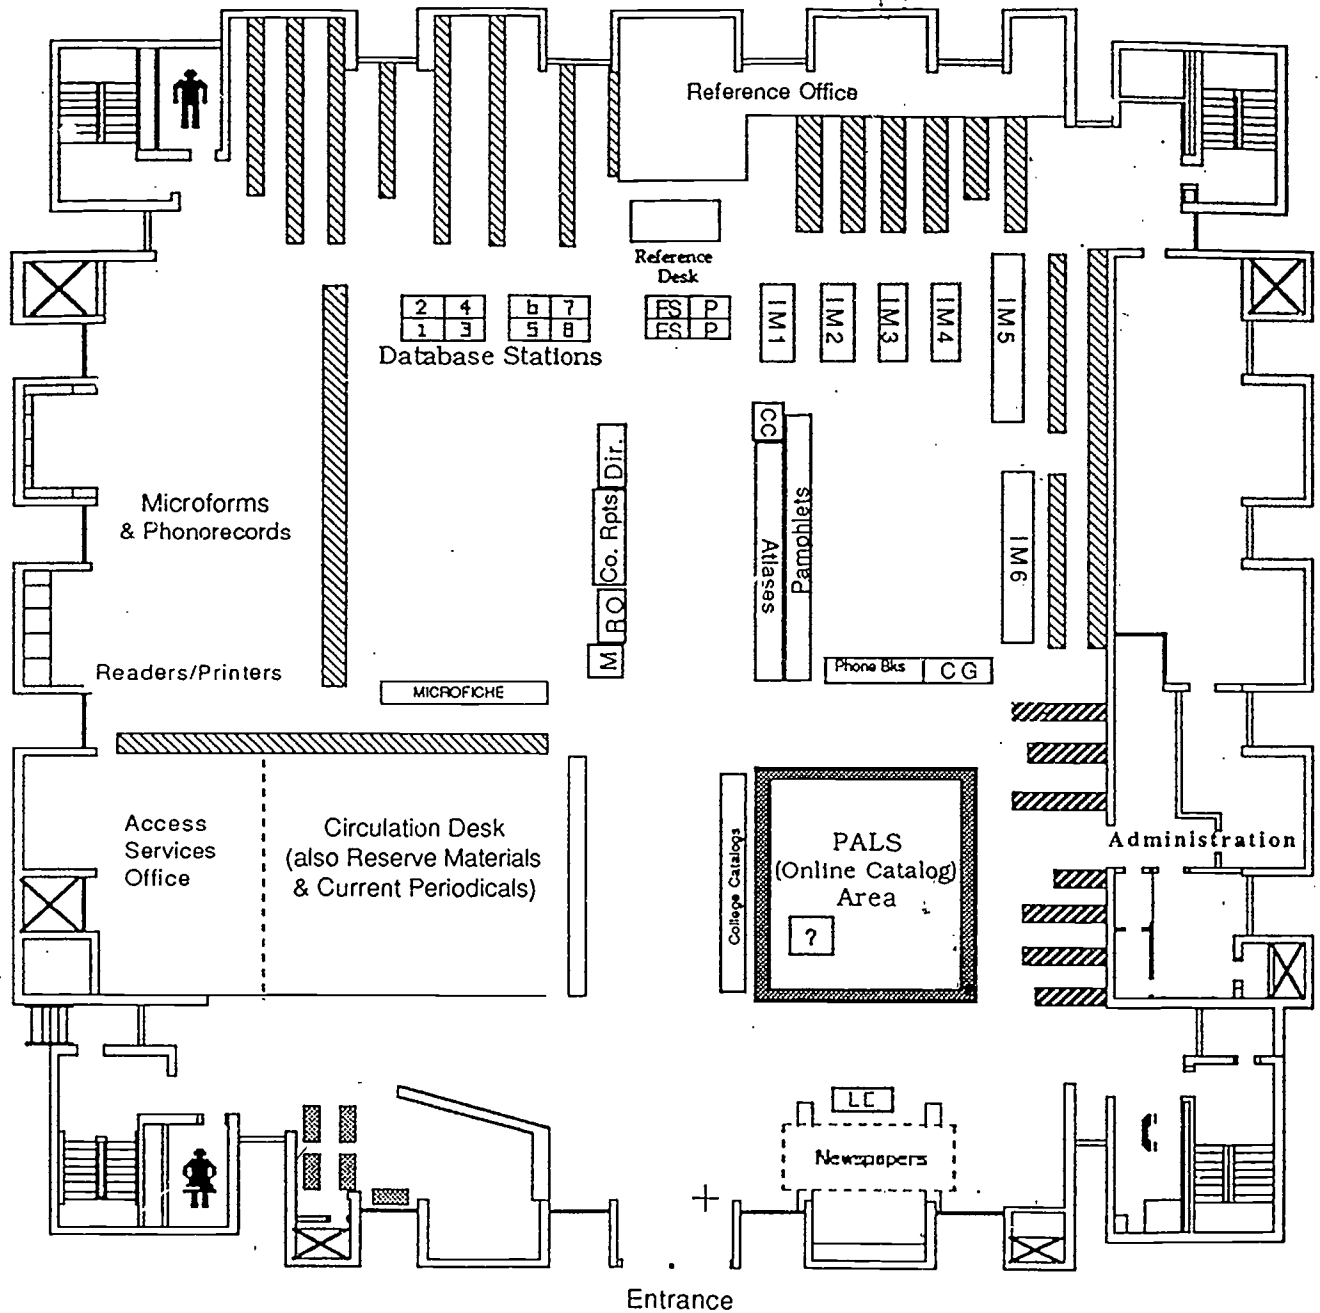 Reference Office
Reference
Desk
2 4
1 3
6 7
5 8
FS P
FS P
Database Stations
IM1
IM2
IM3
IM4
IM5
CC
Dir.
Co. Rpts
RO
M
Atlases
Pamphlets
IM6
Microforms
& Phonorecords
Readers/Printers
MICROFICHE
Phone Bks
CG
Access
Services
Office
Circulation Desk
(also Reserve Materials
& Current Periodicals)
College Catalogs
PALS
(Online Catalog)
Area
?
Administration
LC
Newspapers
Entrance